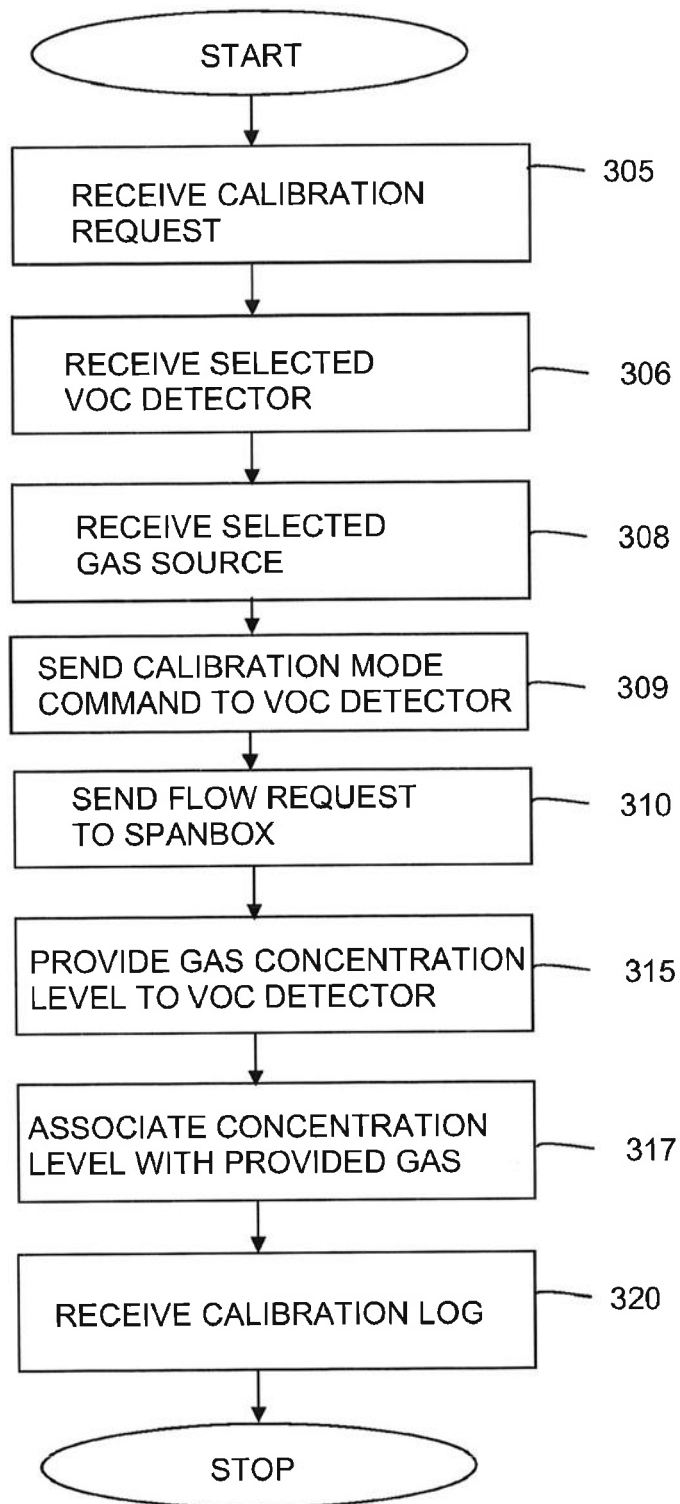 START
RECEIVE CALIBRATION
REQUEST
305
RECEIVE SELECTED
VOC DETECTOR
306
RECEIVE SELECTED
GAS SOURCE
308
SEND CALIBRATION MODE
COMMAND TO VOC DETECTOR
309
SEND FLOW REQUEST
TO SPANBOX
310
PROVIDE GAS CONCENTRATION
LEVEL TO VOC DETECTOR
315
ASSOCIATE CONCENTRATION
LEVEL WITH PROVIDED GAS
317
RECEIVE CALIBRATION LOG
320
STOP